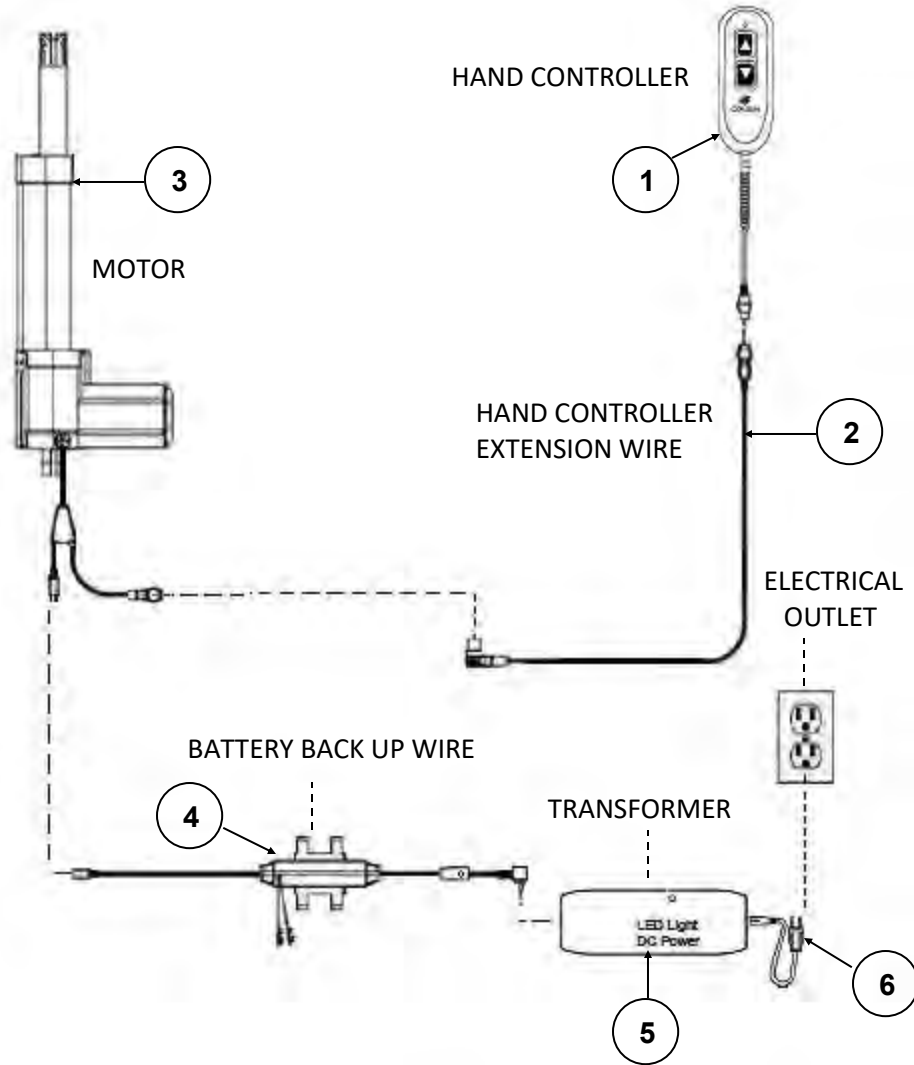 HAND CONTROLLER
1
3
MOTOR
HAND CONTROLLER
EXTENSION WIRE
2
ELECTRICAL
OUTLET
BATTERY BACK UP WIRE
4
TRANSFORMER
LED Light
DC Power
6
5